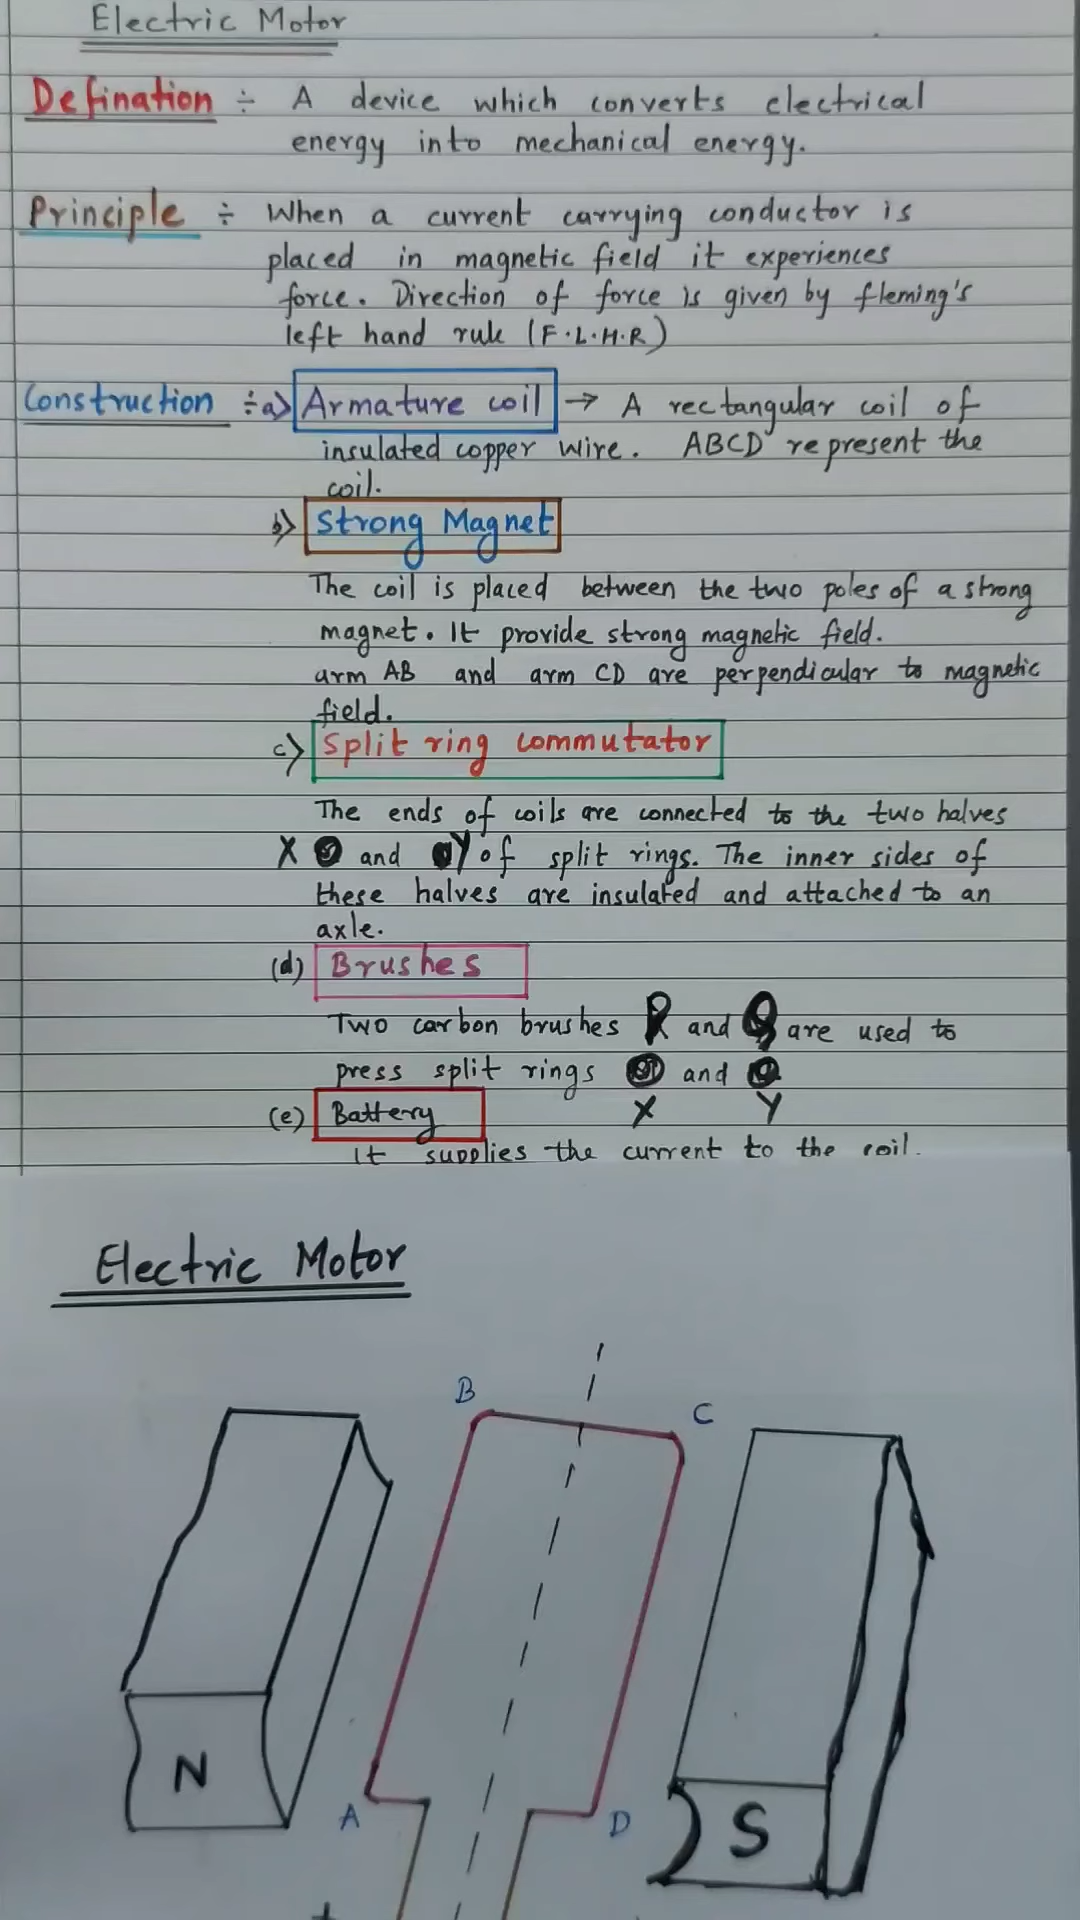 Electric Motor
Defination ÷ A device which converts electrical
energy into mechanical energy.
Principle ÷ When a current carrying conductor is
placed in magnetic field it experiences
force. Direction of force is given by fleming's
left hand rule (F.L.H.R)
Construction ÷ a) Armature coil → A rectangular coil of
insulated copper wire. ABCD represent the
coil.
b) Strong Magnet
The coil is placed between the two poles of a strong
magnet. It provide strong magnetic field.
arm AB and arm CD are perpendicular to magnetic
field.
c) Split ring commutator
The ends of coils are connected to the two halves
X and Y of split rings. The inner sides of
these halves are insulated and attached to an
axle.
(d) Brushes
Two carbon brushes and are used to
press split rings and
X Y
(e) Battery
It supplies the current to the coil.
Electric Motor
B
C
N
A
D
S